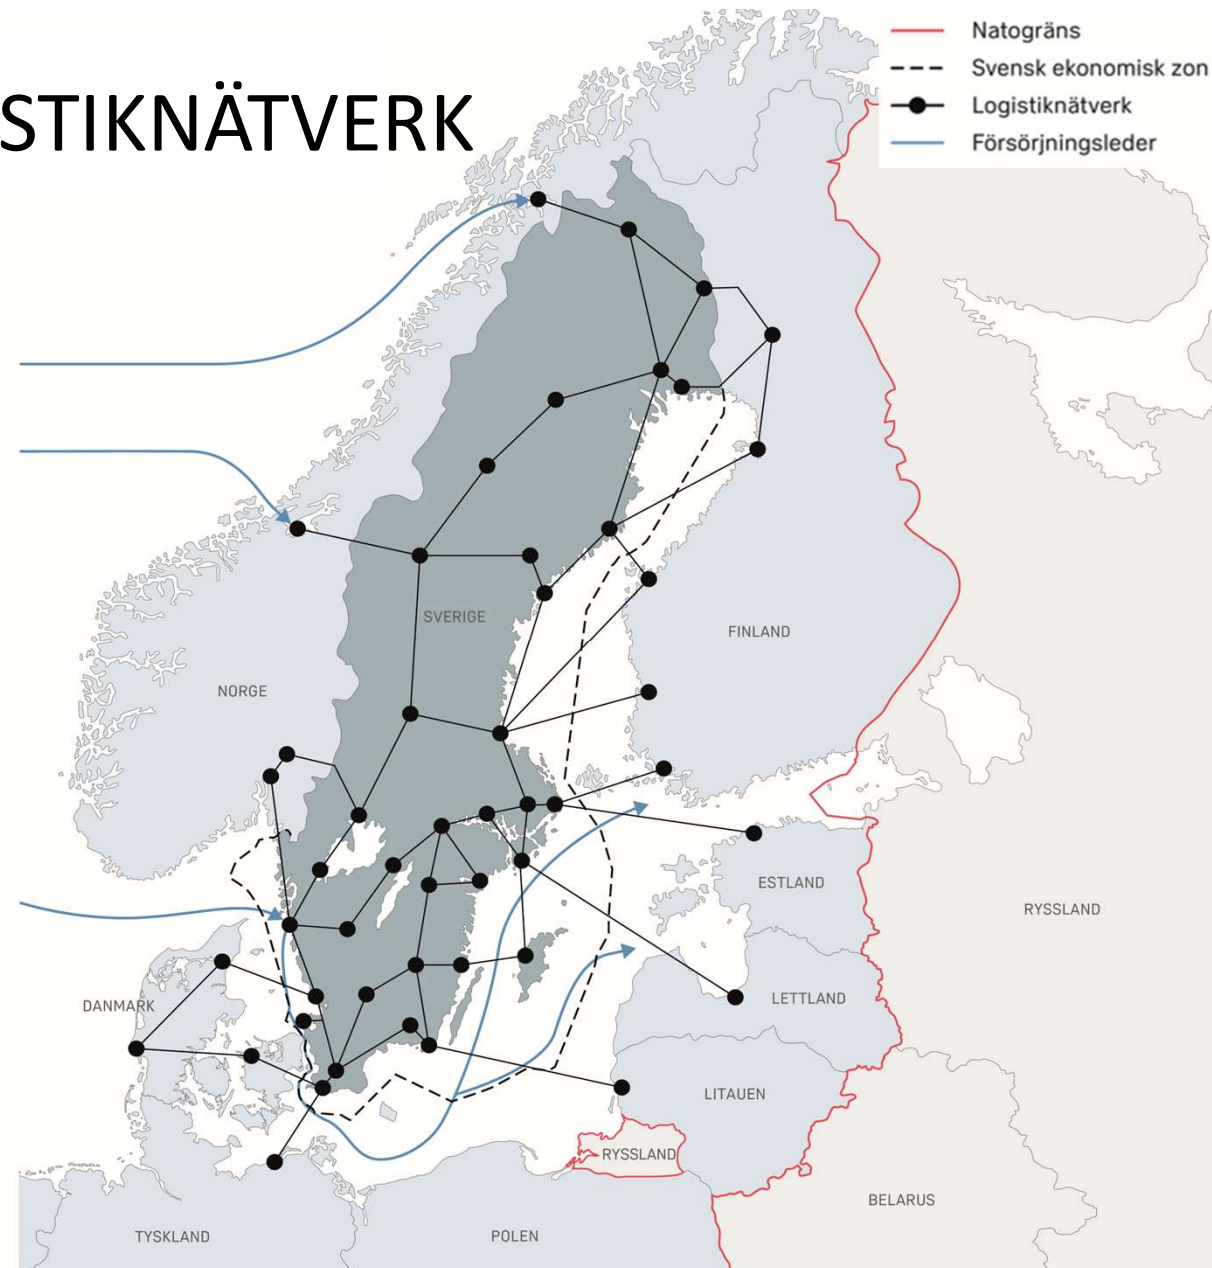 STIKNÄTVERK
Natogräns
Svensk ekonomisk zon
Logistiknätverk
Försörjningsleder
SVERIGE
FINLAND
NORGE
ESTLAND
RYSSLAND
DANMARK
LETTLAND
LITAUEN
RYSSLAND
BELARUS
TYSKLAND
POLEN